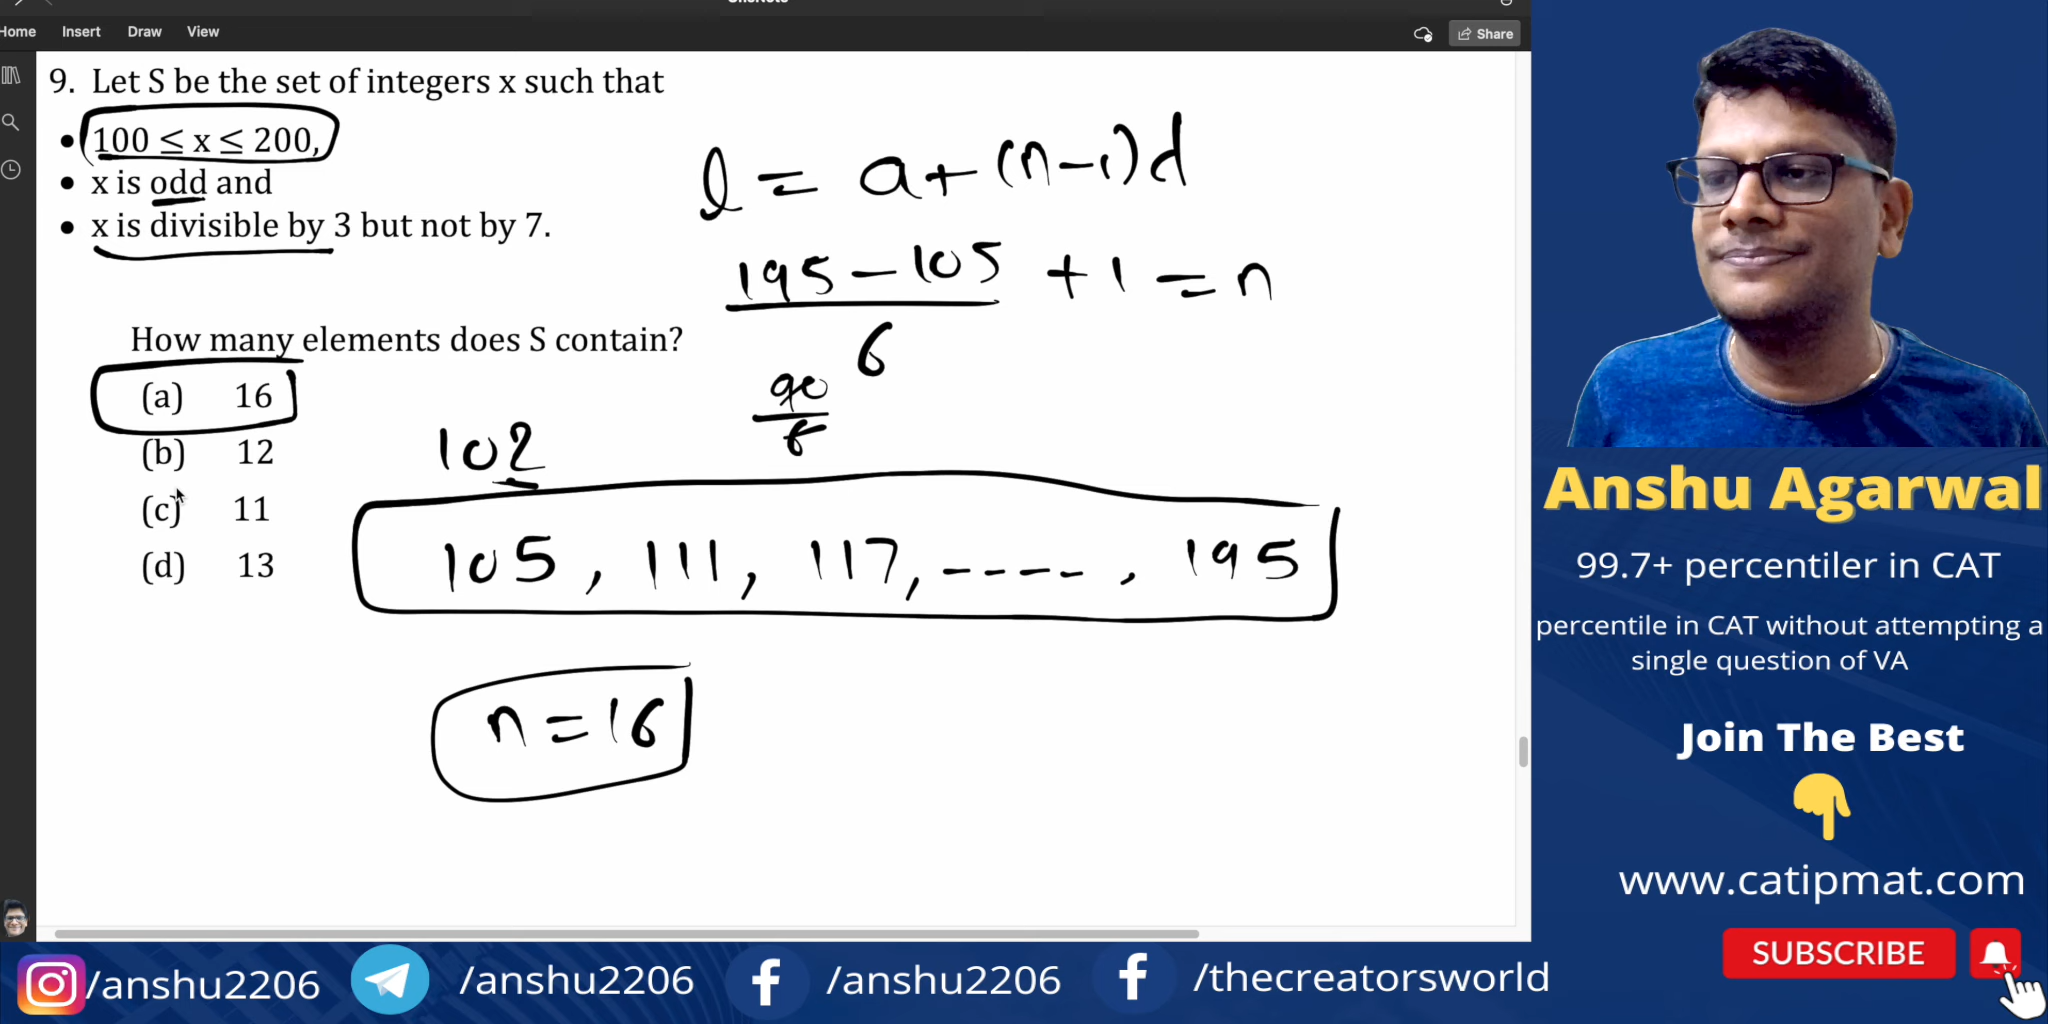 Home Insert Draw View
Share
9. Let S be the set of integers x such that
• 100 ≤ x ≤ 200,
• x is odd and
• x is divisible by 3 but not by 7.
How many elements does S contain?
(a) 16
(b) 12
(c) 11
(d) 13
l = a + (n-1)d
195 - 105 + 1 = n
6
90
6
102
105, 111, 117, -----, 195
n = 16
Anshu Agarwal
99.7+ percentiler in CAT
percentile in CAT without attempting a
single question of VA
Join The Best
www.catipmat.com
SUBSCRIBE
/anshu2206 /anshu2206 /anshu2206 /thecreatorsworld